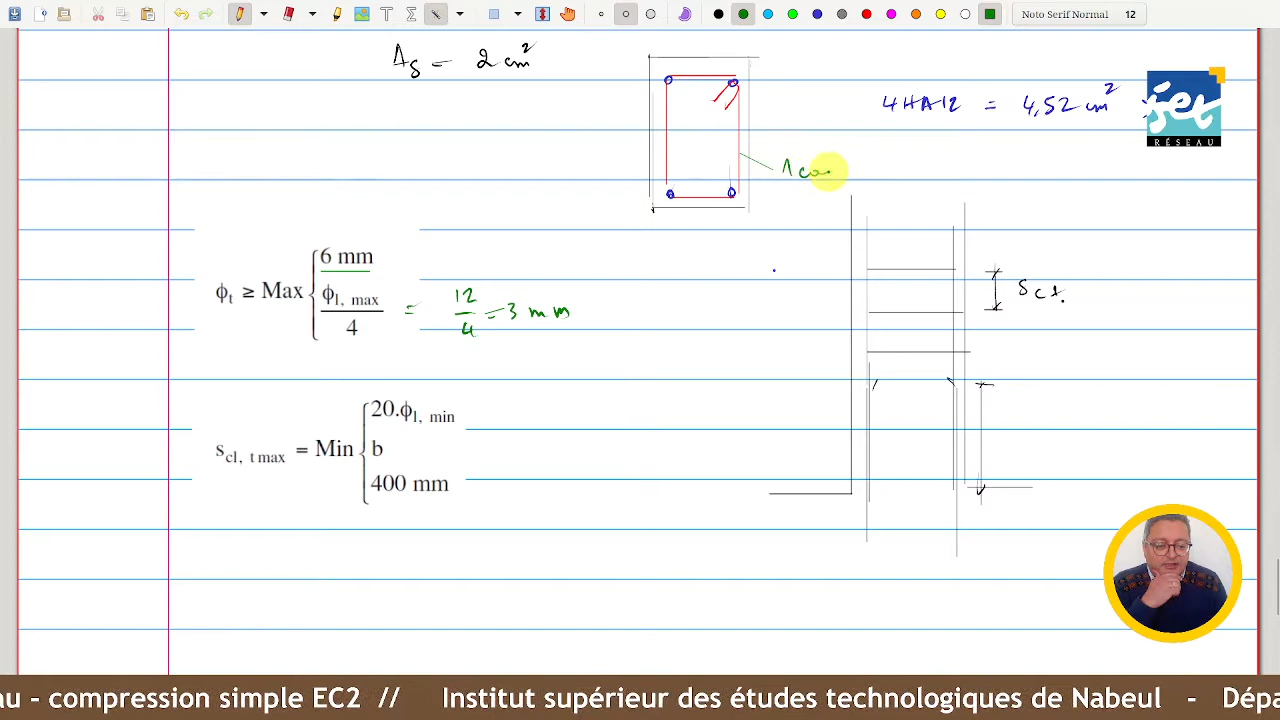 Noto Serif Normal 12
As = 2 cm²
4HA12 = 4,52 cm²
iset
RÉSEAU
1 ca
ϕt ≥ Max { 6 mm
ϕl, max / 4 = 12/4 = 3 mm
s c,t
scl, t max = Min { 20.ϕl, min
b
400 mm
au - compression simple EC2 // Institut supérieur des études technologiques de Nabeul - Dépa